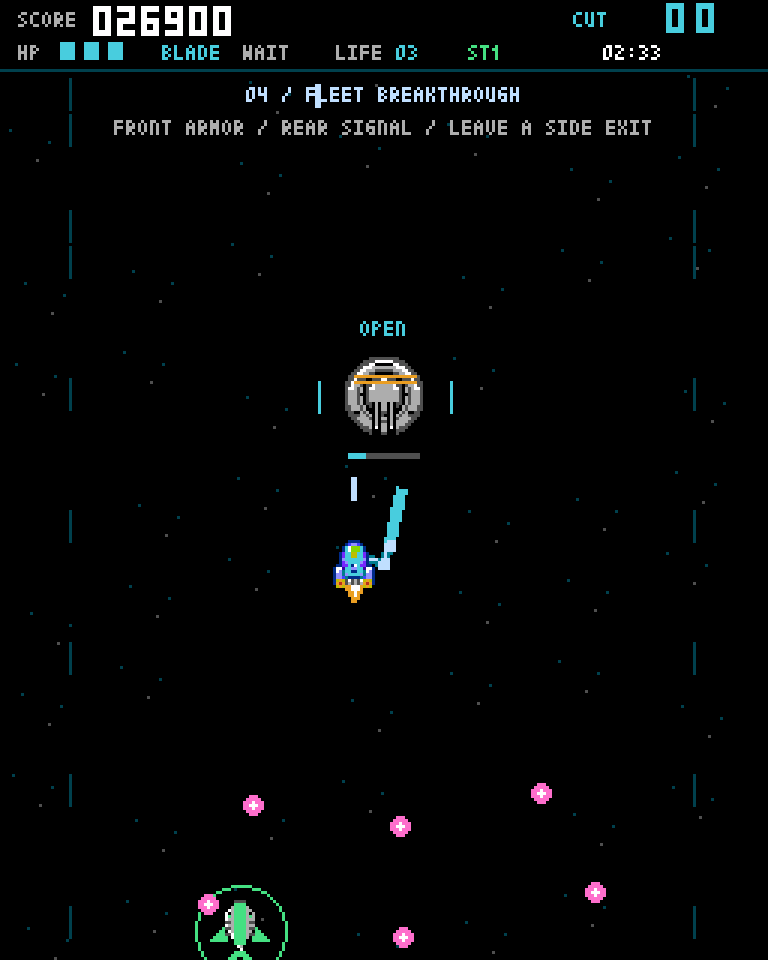 SCORE 026900 CUT 00
HP BLADE WAIT LIFE 03 ST1 02:33
04 / FLEET BREAKTHROUGH
FRONT ARMOR / REAR SIGNAL / LEAVE A SIDE EXIT
OPEN